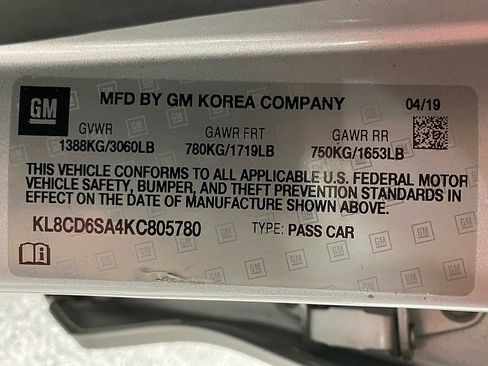 GM MFD BY GM KOREA COMPANY 04/19
GVWR GAWR FRT GAWR RR
1388KG/3060LB 780KG/1719LB 750KG/1653LB
THIS VEHICLE CONFORMS TO ALL APPLICABLE U.S. FEDERAL MOTOR
VEHICLE SAFETY, BUMPER, AND THEFT PREVENTION STANDARDS IN
EFFECT ON THE DATE OF MANUFACTURE SHOWN ABOVE.
KL8CD6SA4KC805780 TYPE: PASS CAR